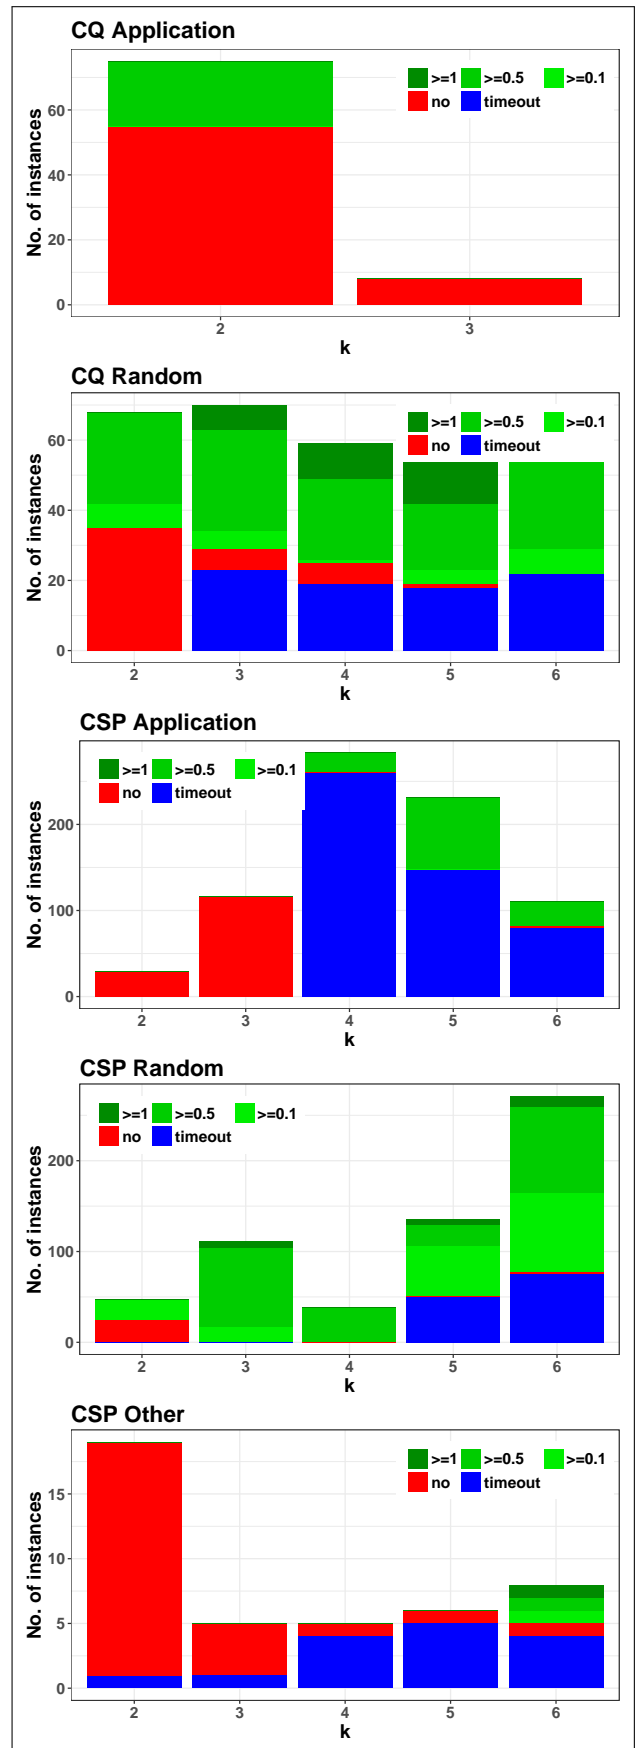 CQ Application
>=1 >=0.5 >=0.1
no timeout
60
40
20
0
No. of instances
2 3
k
CQ Random
>=1 >=0.5 >=0.1
no timeout
60
40
20
0
No. of instances
2 3 4 5 6
k
CSP Application
>=1 >=0.5 >=0.1
no timeout
200
100
0
No. of instances
2 3 4 5 6
k
CSP Random
>=1 >=0.5 >=0.1
no timeout
200
100
0
No. of instances
2 3 4 5 6
k
CSP Other
>=1 >=0.5 >=0.1
no timeout
15
10
5
0
No. of instances
2 3 4 5 6
k